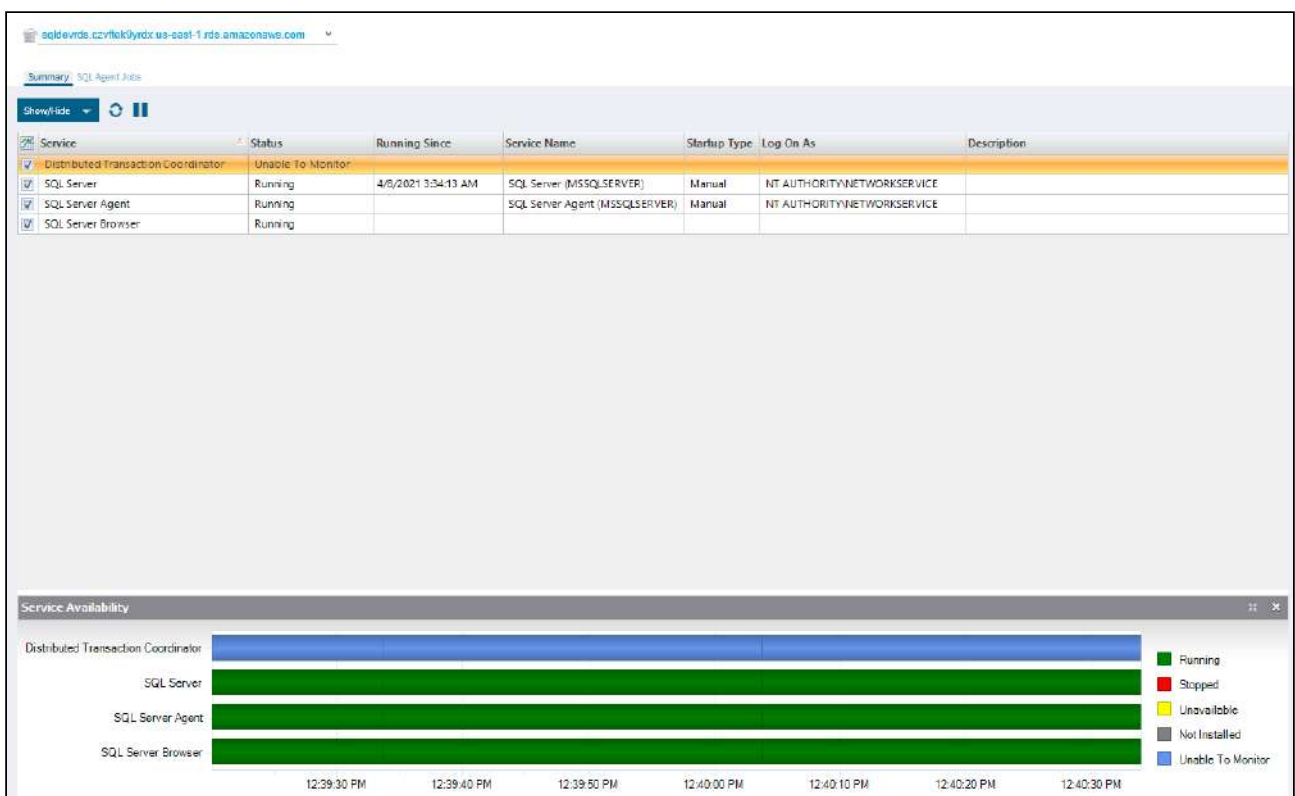 sqldevrds.czvftek9yrdx.us-east-1.rds.amazonaws.com
Summary SQL Agent Jobs
Show/Hide
Service Status Running Since Service Name Startup Type Log On As Description
Distributed Transaction Coordinator Unable To Monitor
SQL Server Running 4/8/2021 3:34:13 AM SQL Server (MSSQLSERVER) Manual NT AUTHORITY\NETWORKSERVICE
SQL Server Agent Running SQL Server Agent (MSSQLSERVER) Manual NT AUTHORITY\NETWORKSERVICE
SQL Server Browser Running
Service Availability
Distributed Transaction Coordinator
SQL Server
SQL Server Agent
SQL Server Browser
Running
Stopped
Unavailable
Not Installed
Unable To Monitor
12:39:30 PM 12:39:40 PM 12:39:50 PM 12:40:00 PM 12:40:10 PM 12:40:20 PM 12:40:30 PM